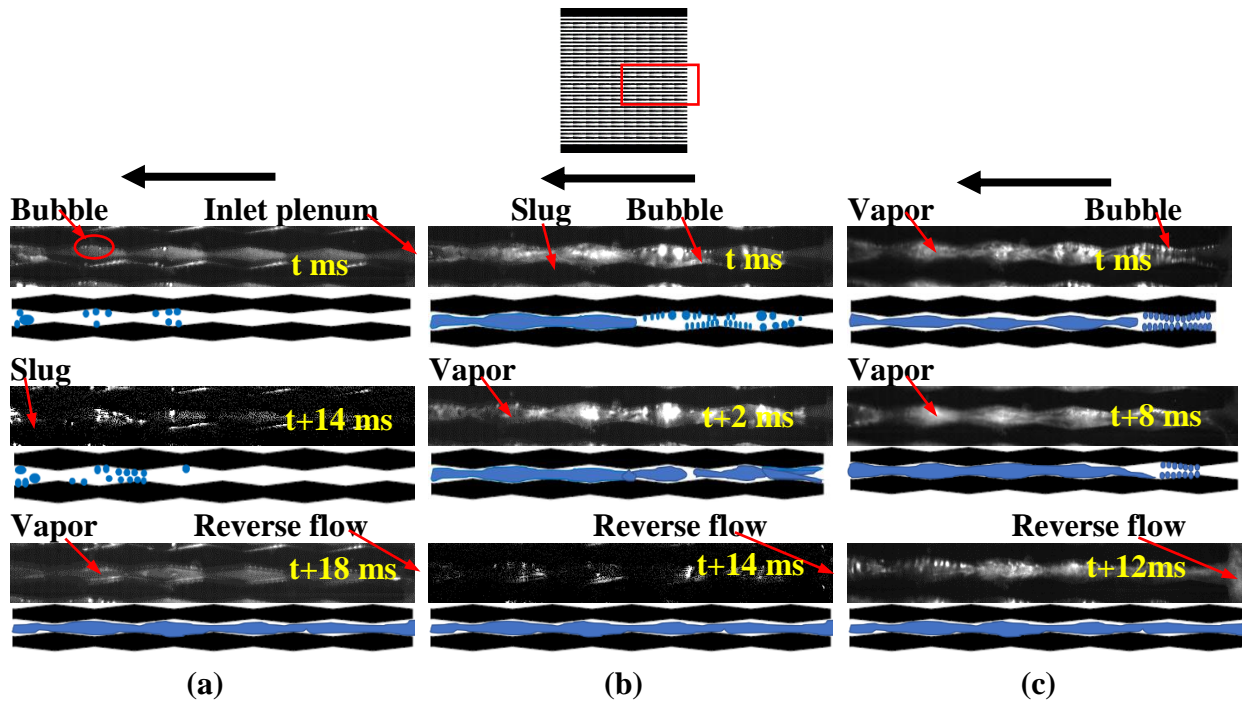 Bubble
Inlet plenum
t ms
Slug
Bubble
t ms
Vapor
Bubble
t ms
Slug
t+14 ms
Vapor
t+2 ms
Vapor
t+8 ms
Vapor
Reverse flow
t+18 ms
Reverse flow
t+14 ms
Reverse flow
t+12ms
(a)
(b)
(c)